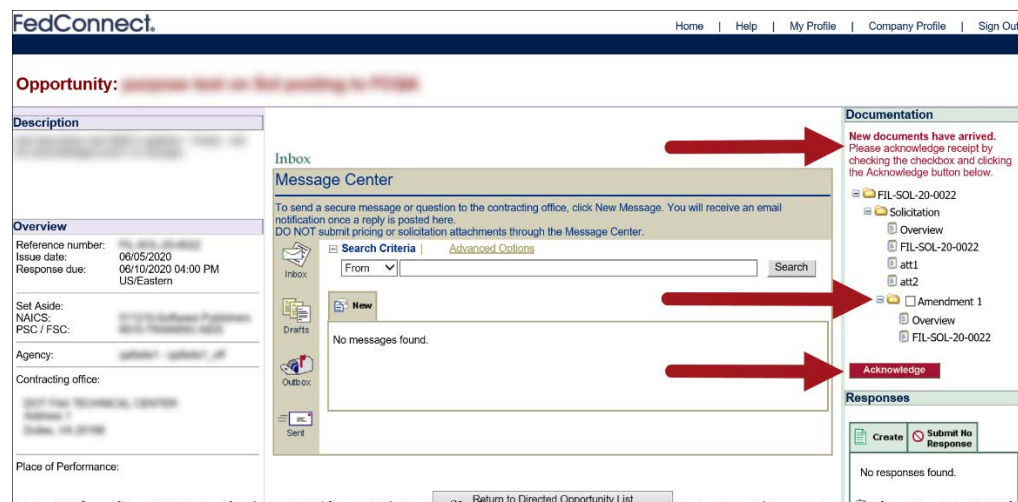 FedConnect.
Home | Help | My Profile | Company Profile | Sign Out
Opportunity:
Description
Overview
Reference number:
Issue date: 06/05/2020
Response due: 06/10/2020 04:00 PM
US/Eastern
Set Aside:
NAICS:
PSC / FSC:
Agency:
Contracting office:
Place of Performance:
Inbox
Message Center
To send a secure message or question to the contracting office, click New Message. You will receive an email
notification once a reply is posted here.
DO NOT submit pricing or solicitation attachments through the Message Center.
Inbox
Drafts
Outbox
Sent
Search Criteria | Advanced Options
From
Search
New
No messages found.
Return to Directed Opportunity List
Documentation
New documents have arrived.
Please acknowledge receipt by
checking the checkbox and clicking
the Acknowledge button below.
FIL-SOL-20-0022
Solicitation
Overview
FIL-SOL-20-0022
att1
att2
Amendment 1
Overview
FIL-SOL-20-0022
Acknowledge
Responses
Create
Submit No
Response
No responses found.